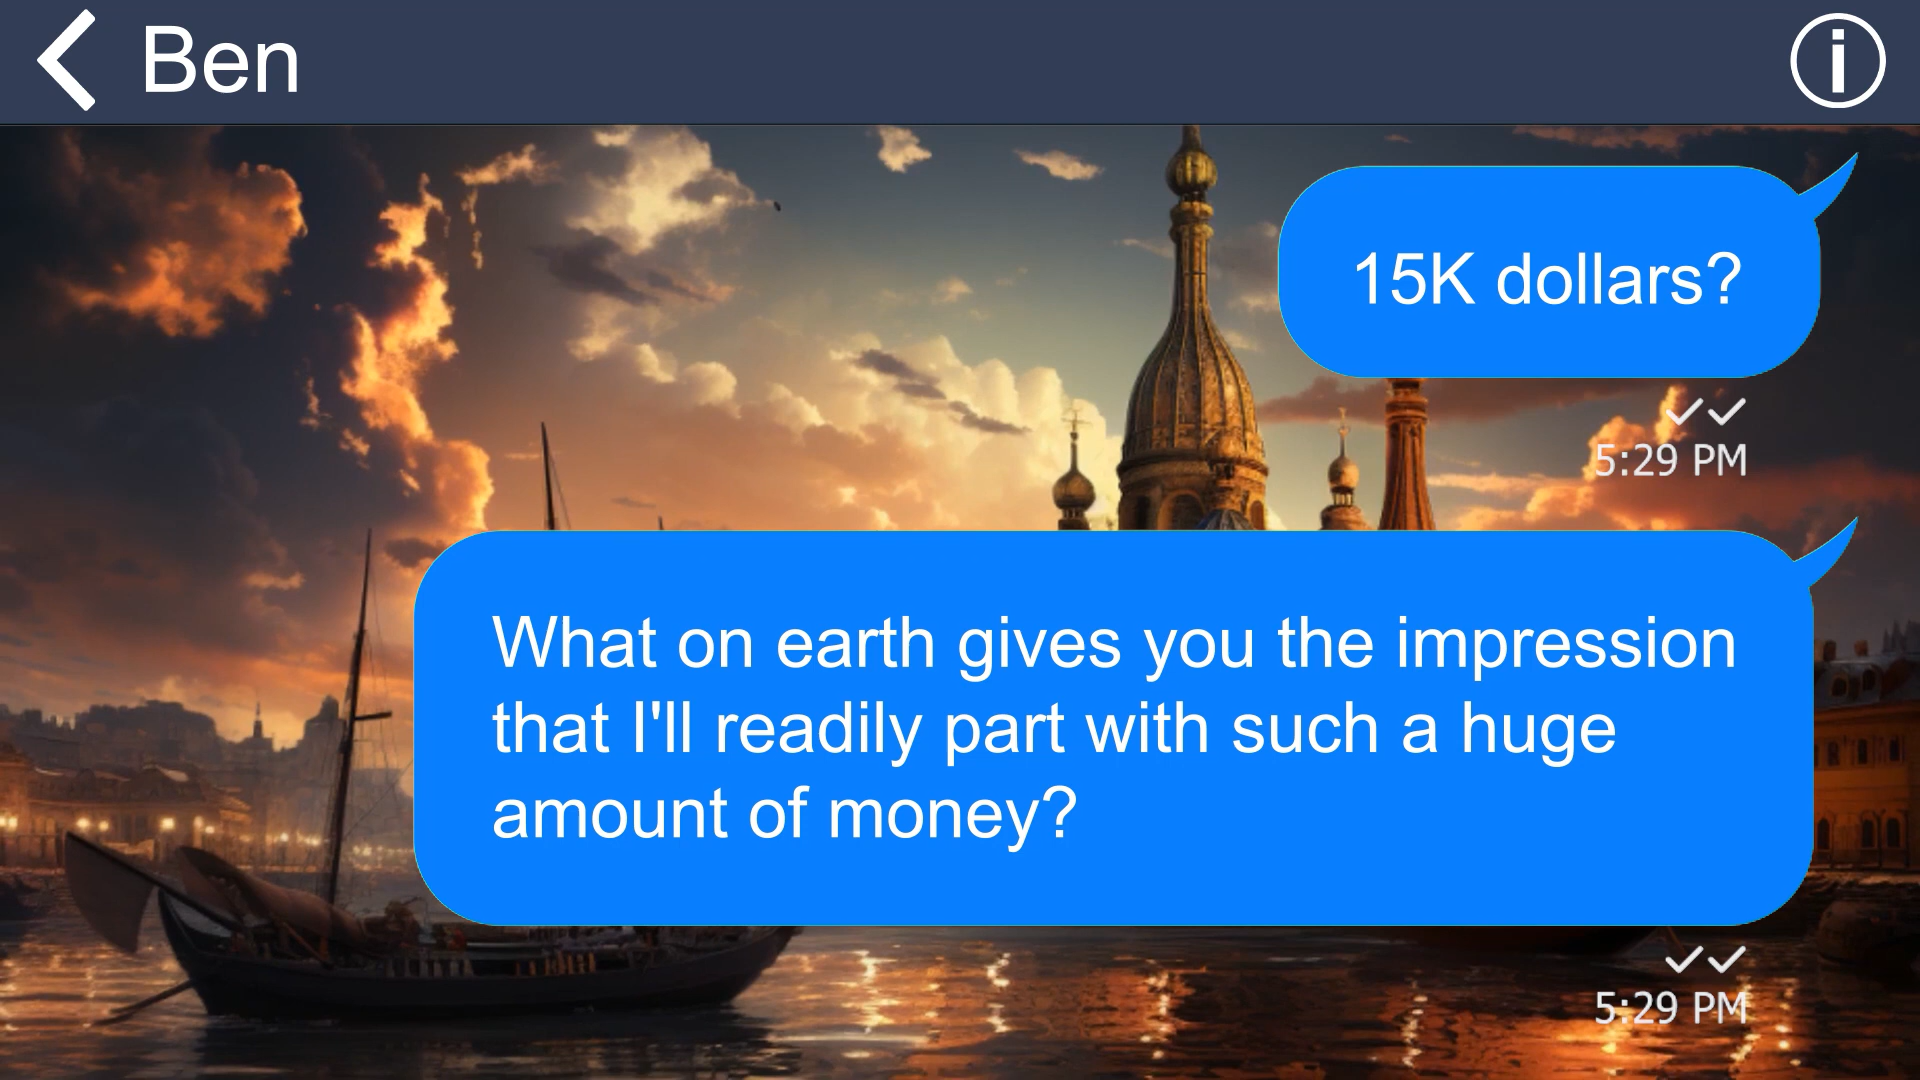 Ben
15K dollars?
5:29 PM
What on earth gives you the impression
that I'll readily part with such a huge
amount of money?
5:29 PM